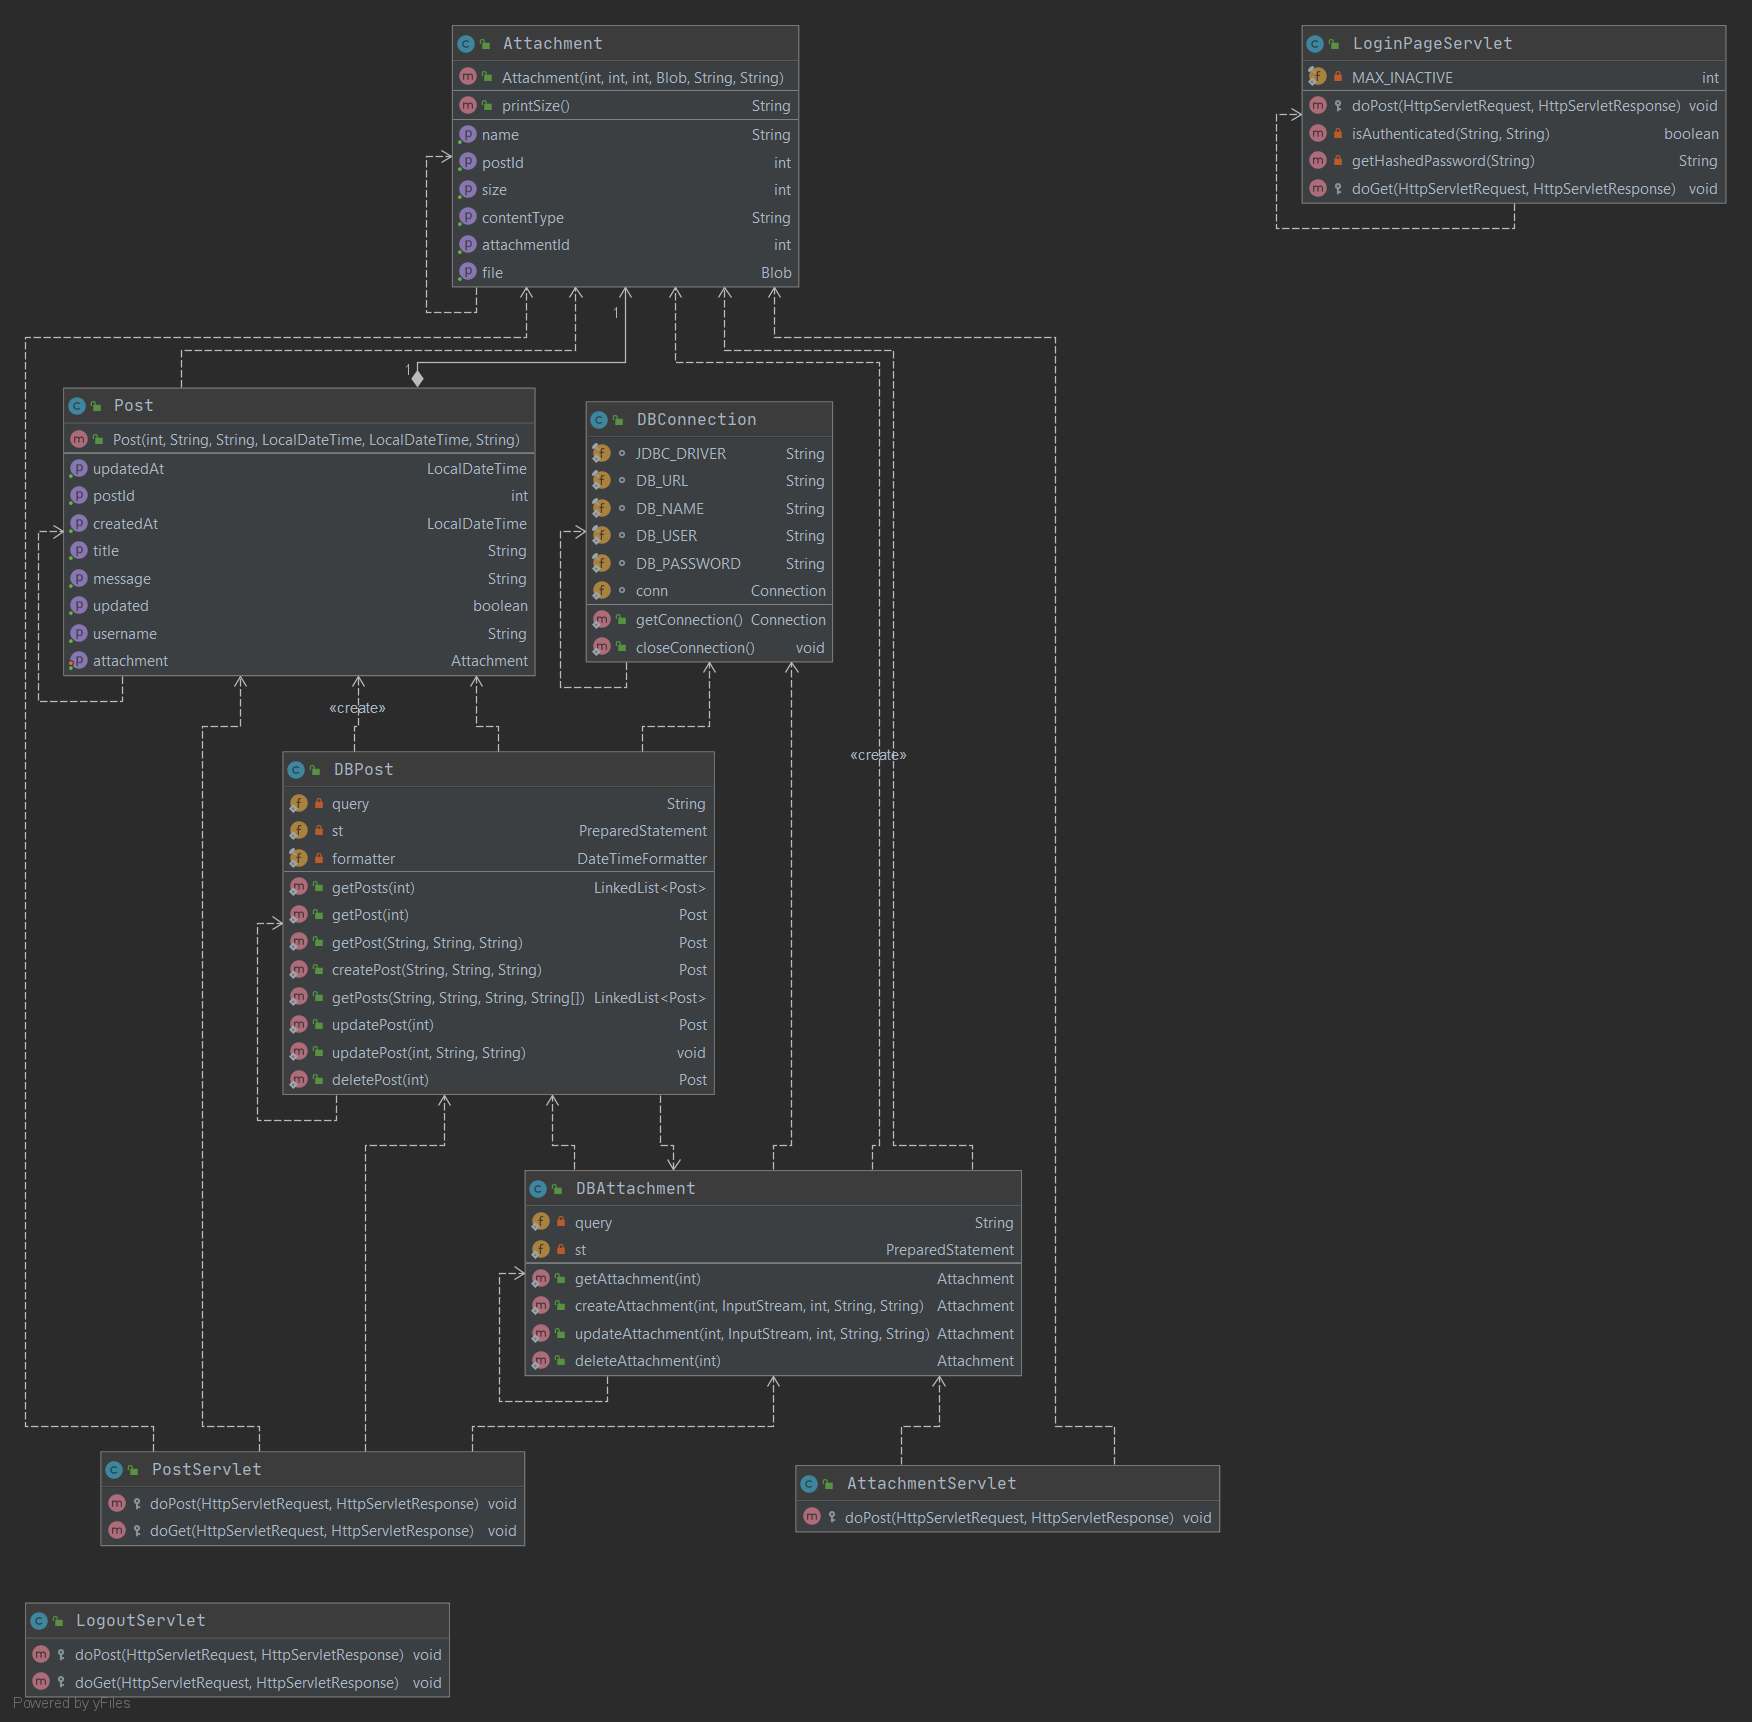 Attachment
Attachment(int, int, int, Blob, String, String)
printSize() String
name String
postId int
size int
contentType String
attachmentId int
file Blob
LoginPageServlet
MAX_INACTIVE int
doPost(HttpServletRequest, HttpServletResponse) void
isAuthenticated(String, String) boolean
getHashedPassword(String) String
doGet(HttpServletRequest, HttpServletResponse) void
1
1
Post
Post(int, String, String, LocalDateTime, LocalDateTime, String)
updatedAt LocalDateTime
postId int
createdAt LocalDateTime
title String
message String
updated boolean
username String
attachment Attachment
DBConnection
JDBC_DRIVER String
DB_URL String
DB_NAME String
DB_USER String
DB_PASSWORD String
conn Connection
getConnection() Connection
closeConnection() void
«create»
«create»
DBPost
query String
st PreparedStatement
formatter DateTimeFormatter
getPosts(int) LinkedList<Post>
getPost(int) Post
getPost(String, String, String) Post
createPost(String, String, String) Post
getPosts(String, String, String, String[]) LinkedList<Post>
updatePost(int) Post
updatePost(int, String, String) void
deletePost(int) Post
DBAttachment
query String
st PreparedStatement
getAttachment(int) Attachment
createAttachment(int, InputStream, int, String, String) Attachment
updateAttachment(int, InputStream, int, String, String) Attachment
deleteAttachment(int) Attachment
PostServlet
doPost(HttpServletRequest, HttpServletResponse) void
doGet(HttpServletRequest, HttpServletResponse) void
AttachmentServlet
doPost(HttpServletRequest, HttpServletResponse) void
LogoutServlet
doPost(HttpServletRequest, HttpServletResponse) void
doGet(HttpServletRequest, HttpServletResponse) void
Powered by yFiles